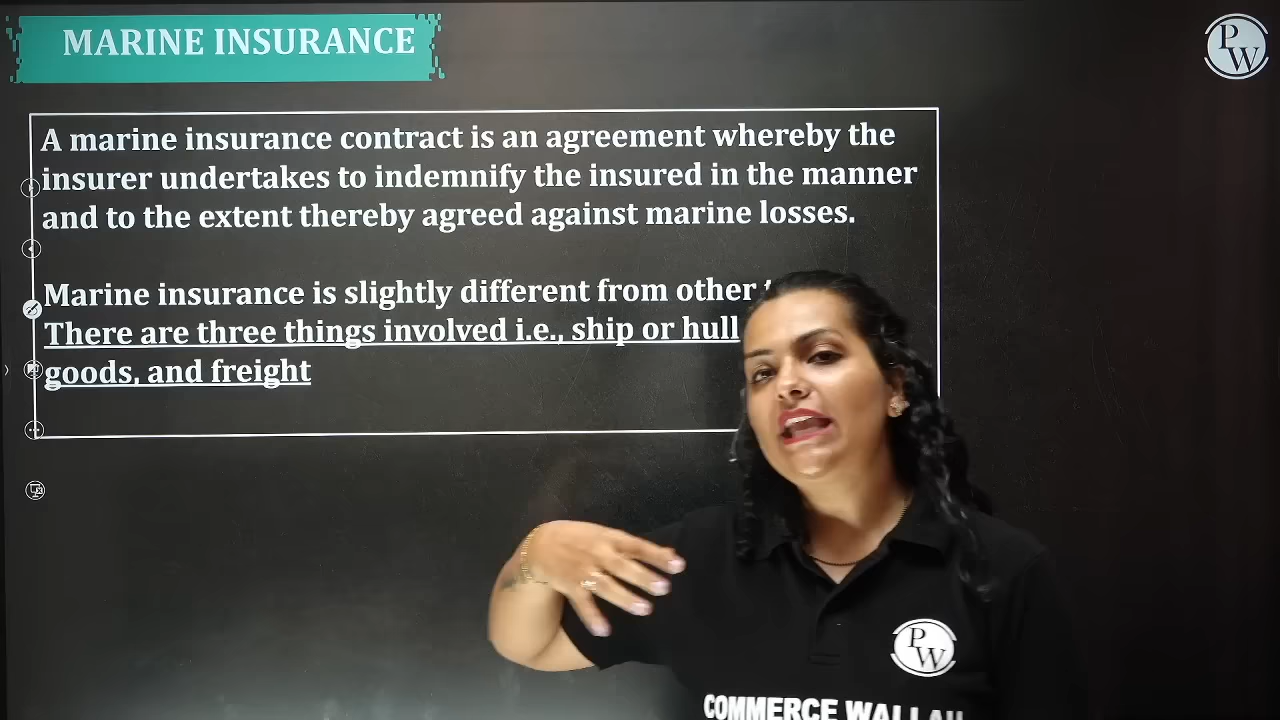 MARINE INSURANCE
PW
A marine insurance contract is an agreement whereby the
insurer undertakes to indemnify the insured in the manner
and to the extent thereby agreed against marine losses.
Marine insurance is slightly different from other
There are three things involved i.e., ship or hull
goods, and freight
PW
COMMERCE WALLAH